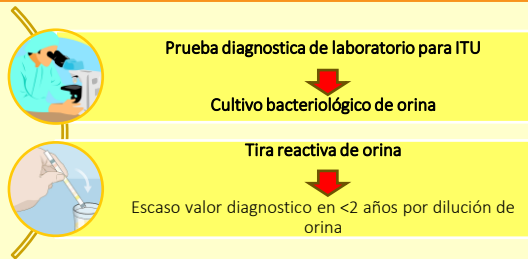 Prueba diagnostica de laboratorio para ITU
Cultivo bacteriológico de orina
Tira reactiva de orina
Escaso valor diagnostico en <2 años por dilución de
orina